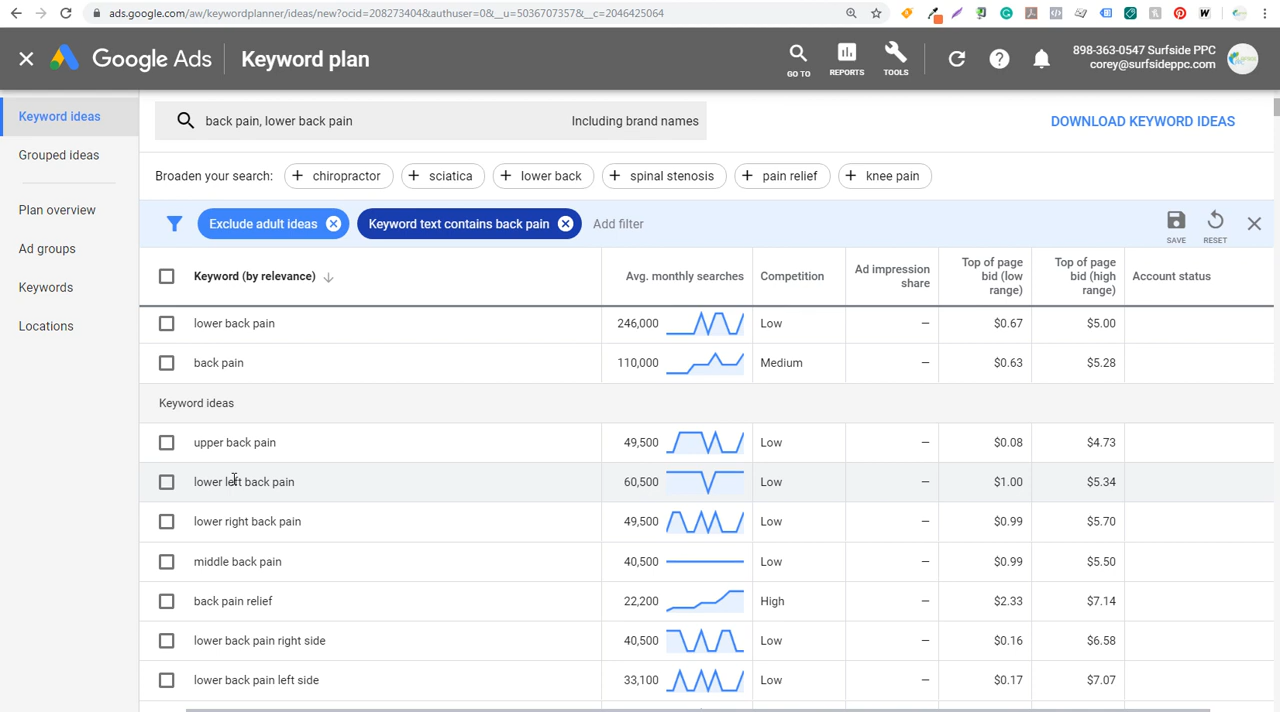 ads.google.com/aw/keywordplanner/ideas/new?ocid=208273404&authuser=0&__u=5036707357&__c=2046425064
Google Ads
Keyword plan
GO TO
REPORTS
TOOLS
898-363-0547 Surfside PPC
corey@surfsideppc.com
Keyword ideas
Grouped ideas
Plan overview
Ad groups
Keywords
Locations
back pain, lower back pain
Including brand names
DOWNLOAD KEYWORD IDEAS
Broaden your search:
+ chiropractor
+ sciatica
+ lower back
+ spinal stenosis
+ pain relief
+ knee pain
Exclude adult ideas
Keyword text contains back pain
Add filter
SAVE
RESET
Keyword (by relevance)
Avg. monthly searches
Competition
Ad impression share
Top of page bid (low range)
Top of page bid (high range)
Account status
lower back pain 246,000 Low – $0.67 $5.00
back pain 110,000 Medium – $0.63 $5.28
Keyword ideas
upper back pain 49,500 Low – $0.08 $4.73
lower left back pain 60,500 Low – $1.00 $5.34
lower right back pain 49,500 Low – $0.99 $5.70
middle back pain 40,500 Low – $0.99 $5.50
back pain relief 22,200 High – $2.33 $7.14
lower back pain right side 40,500 Low – $0.16 $6.58
lower back pain left side 33,100 Low – $0.17 $7.07